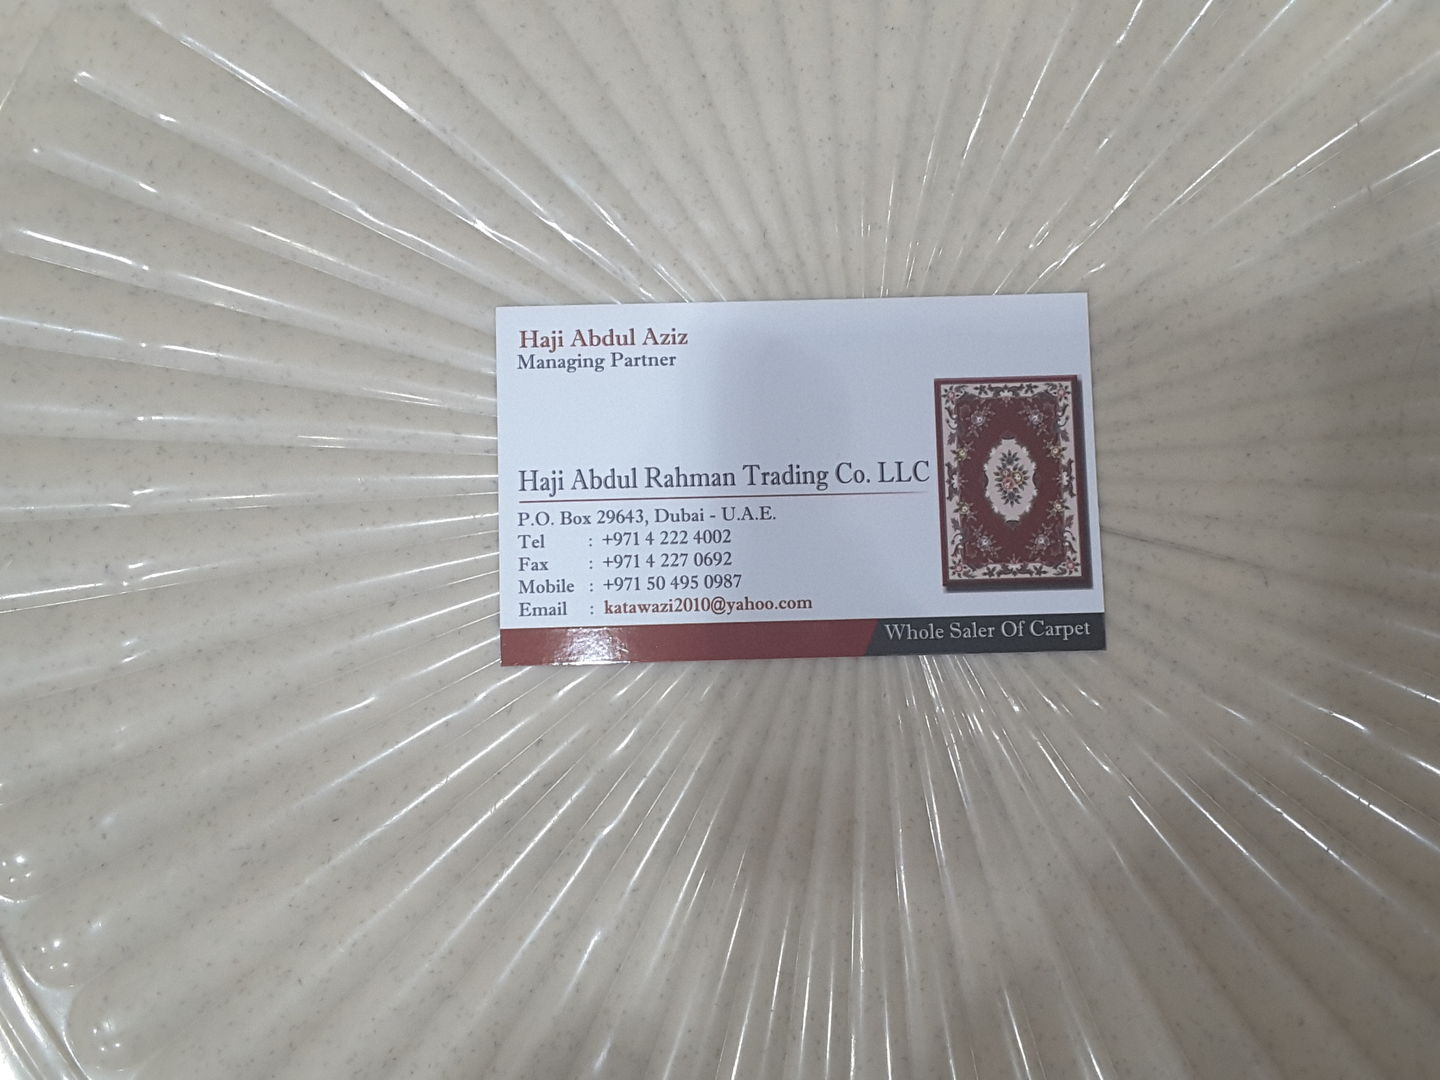 Haji Abdul Aziz
Managing Partner
Haji Abdul Rahman Trading Co. LLC
P.O. Box 29643, Dubai - U.A.E.
Tel : +971 4 222 4002
Fax : +971 4 227 0692
Mobile : +971 50 495 0987
Email : katawazi2010@yahoo.com
Whole Saler Of Carpet